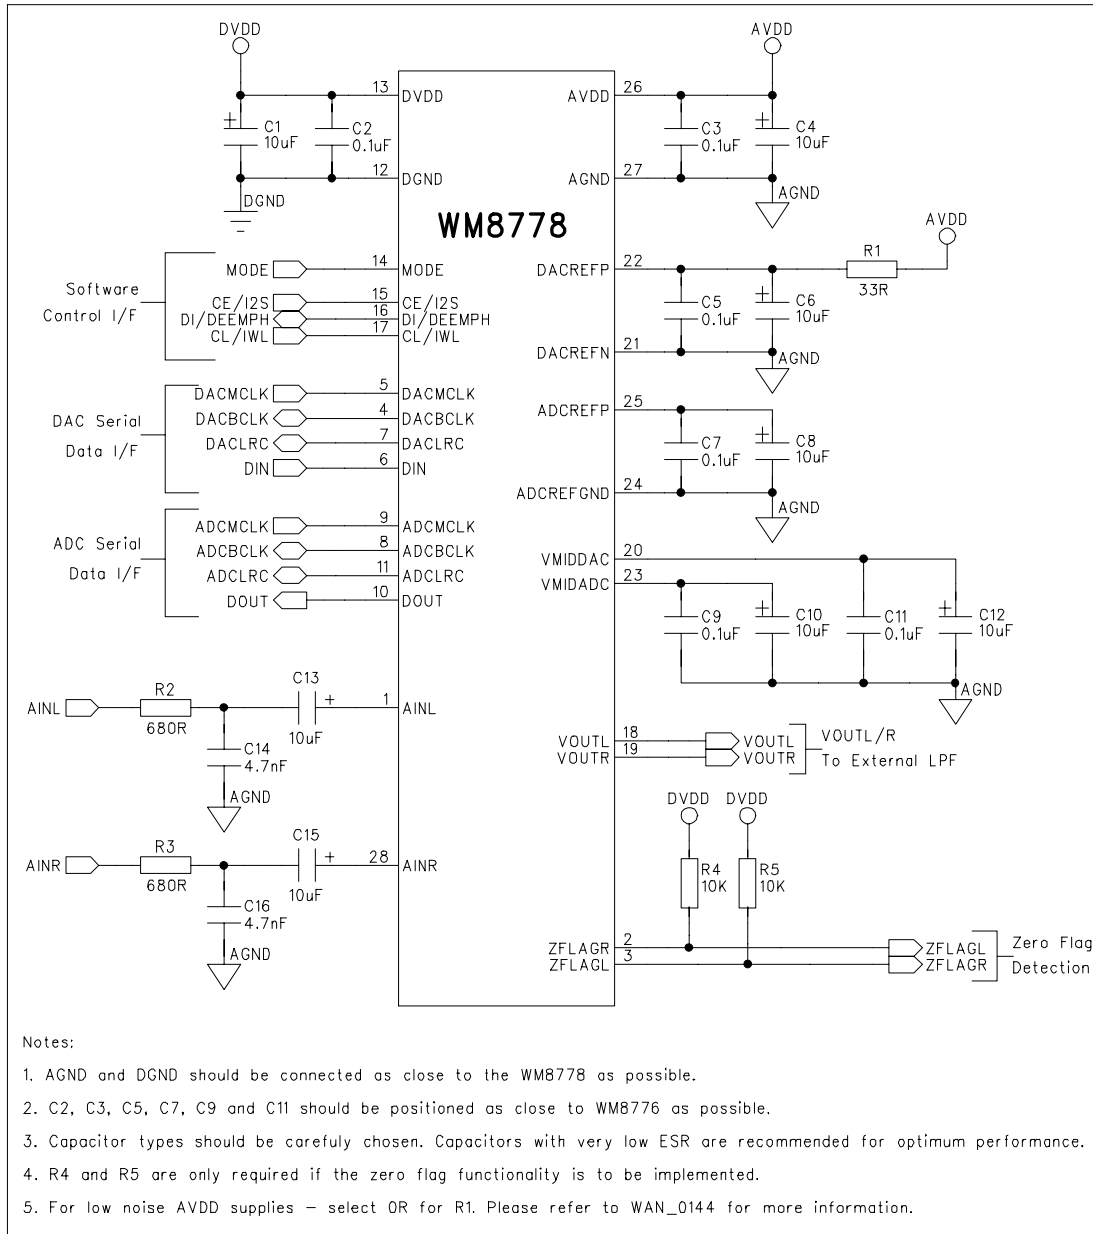 DVDD
AVDD
13 DVDD
AVDD 26
+ C1 10uF
C2 0.1uF
C3 0.1uF
+ C4 10uF
12 DGND
AGND 27
DGND
AGND
WM8778
AVDD
Software
Control I/F
MODE 14 MODE
CE/I2S 15 CE/I2S
DI/DEEMPH 16 DI/DEEMPH
CL/IWL 17 CL/IWL
DACREFP 22
R1
33R
C5 0.1uF
+ C6 10uF
DACREFN 21
AGND
DAC Serial
Data I/F
DACMCLK 5 DACMCLK
DACBCLK 4 DACBCLK
DACLRC 7 DACLRC
DIN 6 DIN
ADCREFP 25
C7 0.1uF
+ C8 10uF
ADCREFGND 24
AGND
ADC Serial
Data I/F
ADCMCLK 9 ADCMCLK
ADCBCLK 8 ADCBCLK
ADCLRC 11 ADCLRC
DOUT 10 DOUT
VMIDDAC 20
VMIDADC 23
C9 0.1uF
+ C10 10uF
C11 0.1uF
+ C12 10uF
AGND
AINL
R2
680R
C13 +
10uF
1 AINL
C14
4.7nF
AGND
VOUTL 18 VOUTL
VOUTR 19 VOUTR
VOUTL/R
To External LPF
AINR
R3
680R
C15 +
10uF
28 AINR
C16
4.7nF
AGND
DVDD DVDD
R4 10K
R5 10K
ZFLAGR 2 ZFLAGL
ZFLAGL 3 ZFLAGR
Zero Flag
Detection
Notes:
1. AGND and DGND should be connected as close to the WM8778 as possible.
2. C2, C3, C5, C7, C9 and C11 should be positioned as close to WM8776 as possible.
3. Capacitor types should be carefuly chosen. Capacitors with very low ESR are recommended for optimum performance.
4. R4 and R5 are only required if the zero flag functionality is to be implemented.
5. For low noise AVDD supplies – select 0R for R1. Please refer to WAN_0144 for more information.